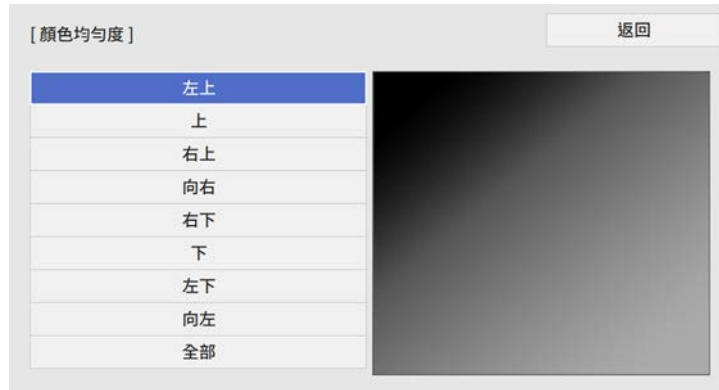 [ 顏色均勻度 ]
返回
左上
上
右上
向右
右下
下
左下
向左
全部